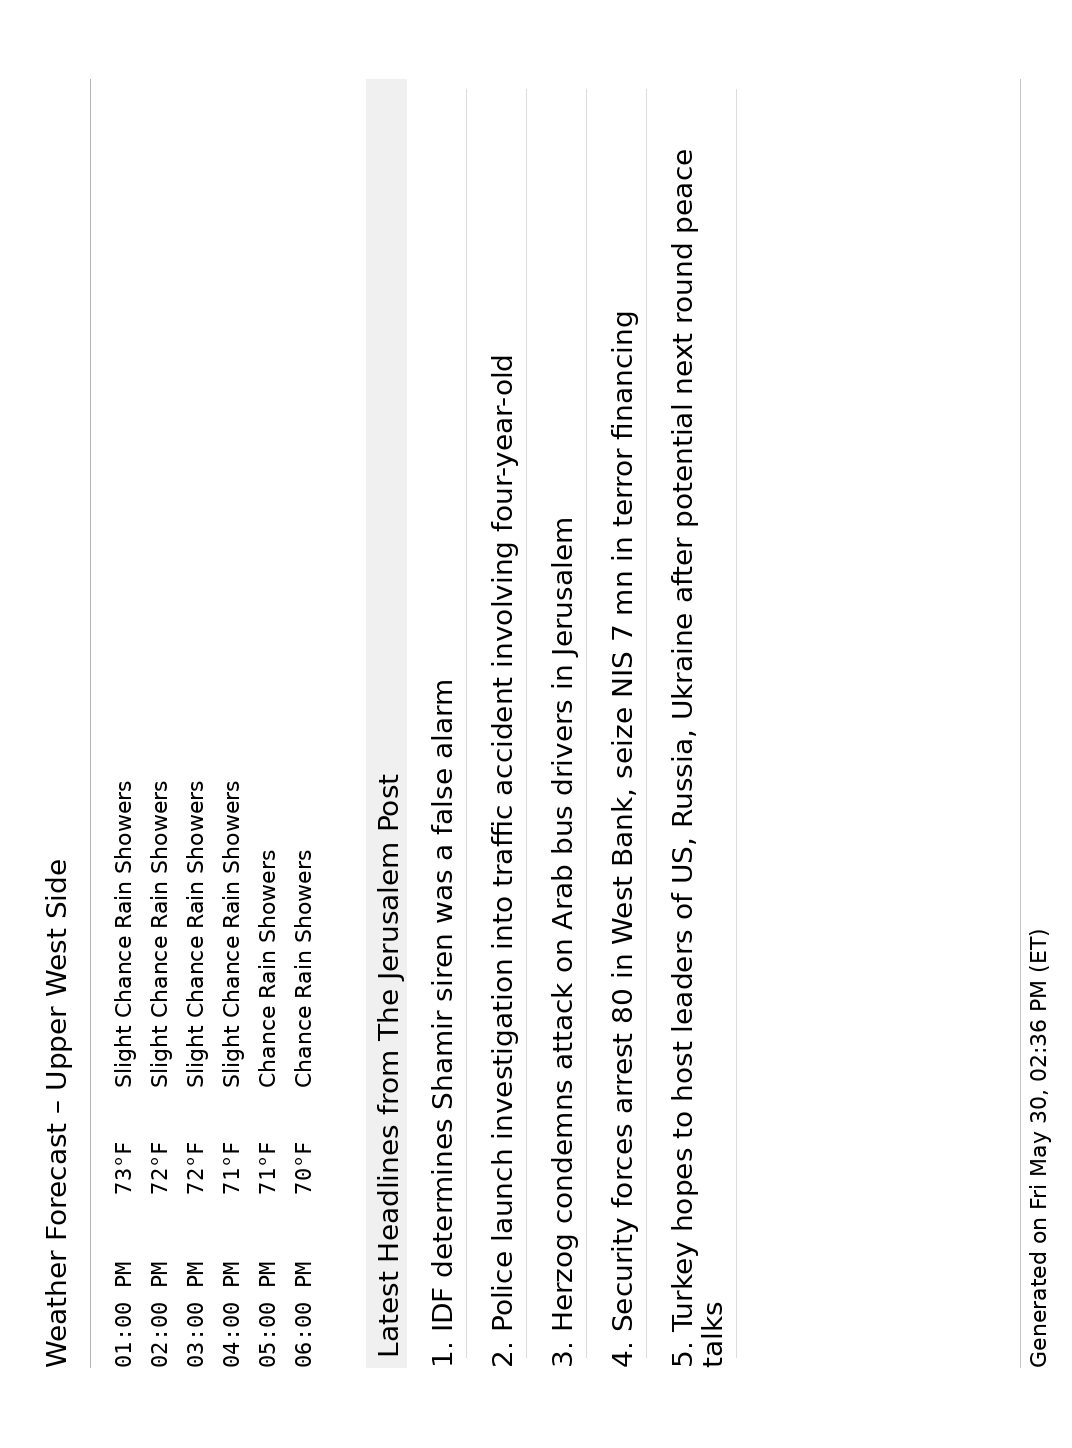 Weather Forecast – Upper West Side
01:00 PM 73°F Slight Chance Rain Showers
02:00 PM 72°F Slight Chance Rain Showers
03:00 PM 72°F Slight Chance Rain Showers
04:00 PM 71°F Slight Chance Rain Showers
05:00 PM 71°F Chance Rain Showers
06:00 PM 70°F Chance Rain Showers
Latest Headlines from The Jerusalem Post
1. IDF determines Shamir siren was a false alarm
2. Police launch investigation into traffic accident involving four-year-old
3. Herzog condemns attack on Arab bus drivers in Jerusalem
4. Security forces arrest 80 in West Bank, seize NIS 7 mn in terror financing
5. Turkey hopes to host leaders of US, Russia, Ukraine after potential next round peace
talks
Generated on Fri May 30, 02:36 PM (ET)